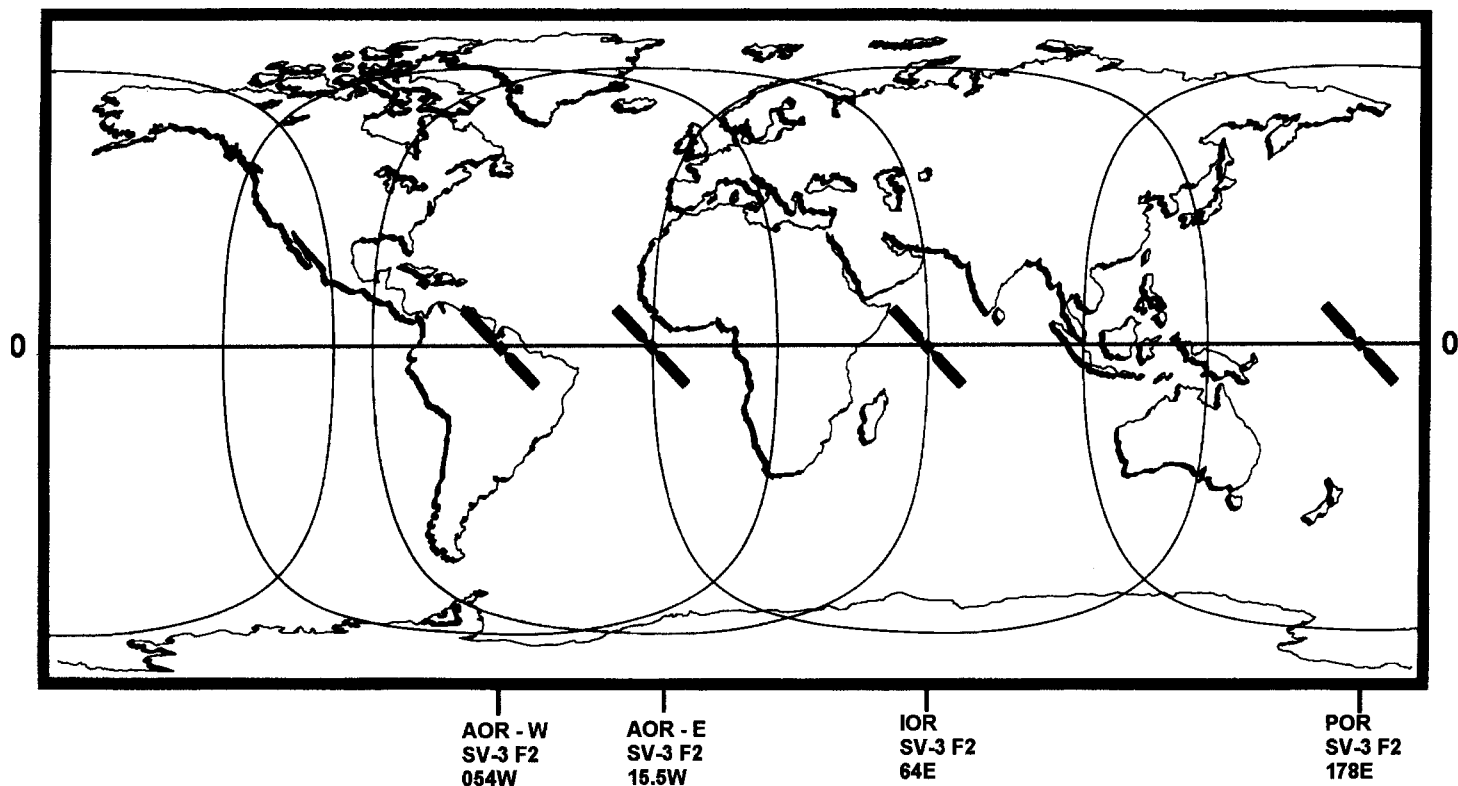 0
0
AOR - W
SV-3 F2
054W
AOR - E
SV-3 F2
15.5W
IOR
SV-3 F2
64E
POR
SV-3 F2
178E